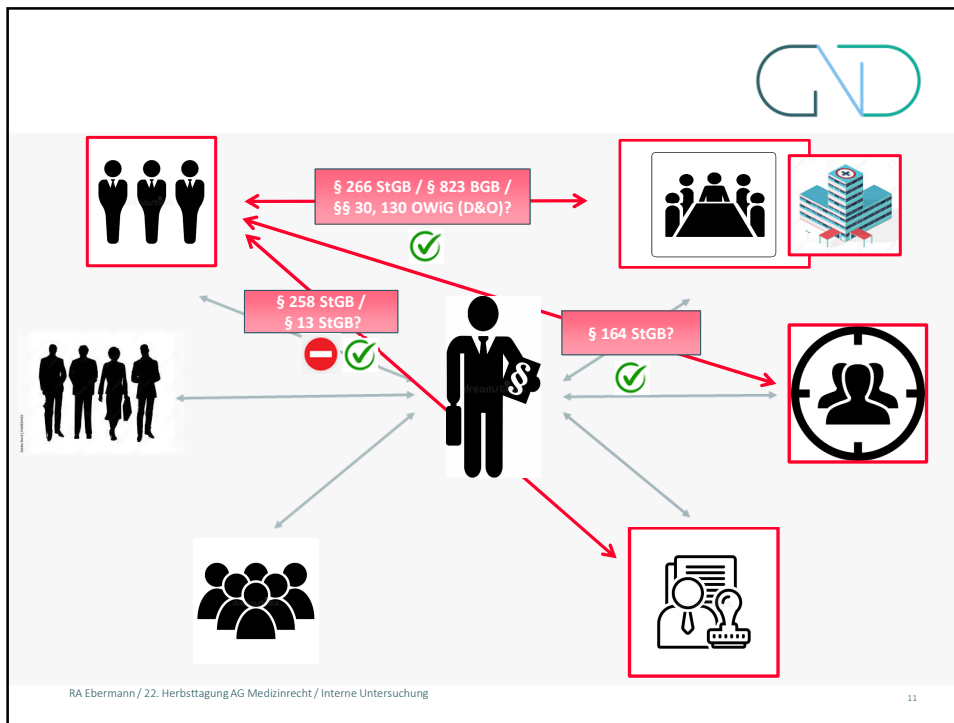 GND
§ 266 StGB / § 823 BGB /
§§ 30, 130 OWiG (D&O)?
§ 258 StGB /
§ 13 StGB?
§ 164 StGB?
§
RA Ebermann / 22. Herbsttagung AG Medizinrecht / Interne Untersuchung
11